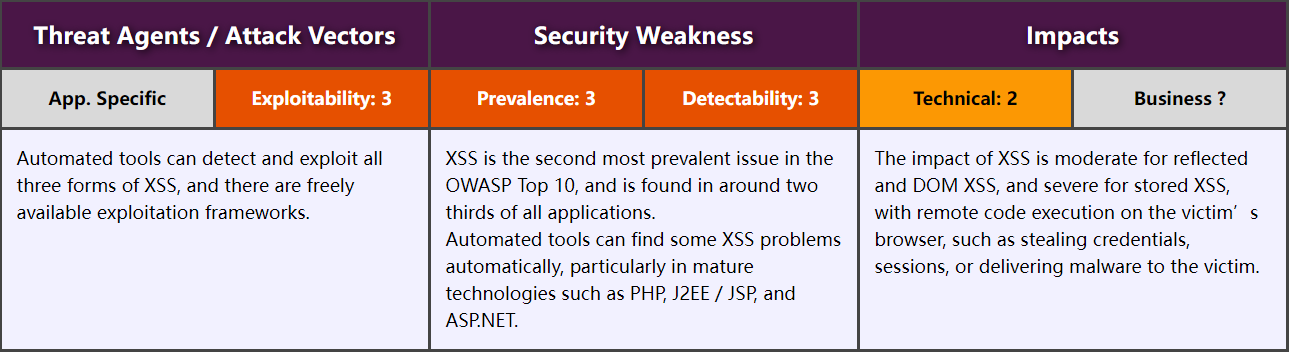 Threat Agents / Attack Vectors
Security Weakness
Impacts
App. Specific
Exploitability: 3
Prevalence: 3
Detectability: 3
Technical: 2
Business ?
Automated tools can detect and exploit all
three forms of XSS, and there are freely
available exploitation frameworks.
XSS is the second most prevalent issue in the
OWASP Top 10, and is found in around two
thirds of all applications.
Automated tools can find some XSS problems
automatically, particularly in mature
technologies such as PHP, J2EE / JSP, and
ASP.NET.
The impact of XSS is moderate for reflected
and DOM XSS, and severe for stored XSS,
with remote code execution on the victim’s
browser, such as stealing credentials,
sessions, or delivering malware to the victim.